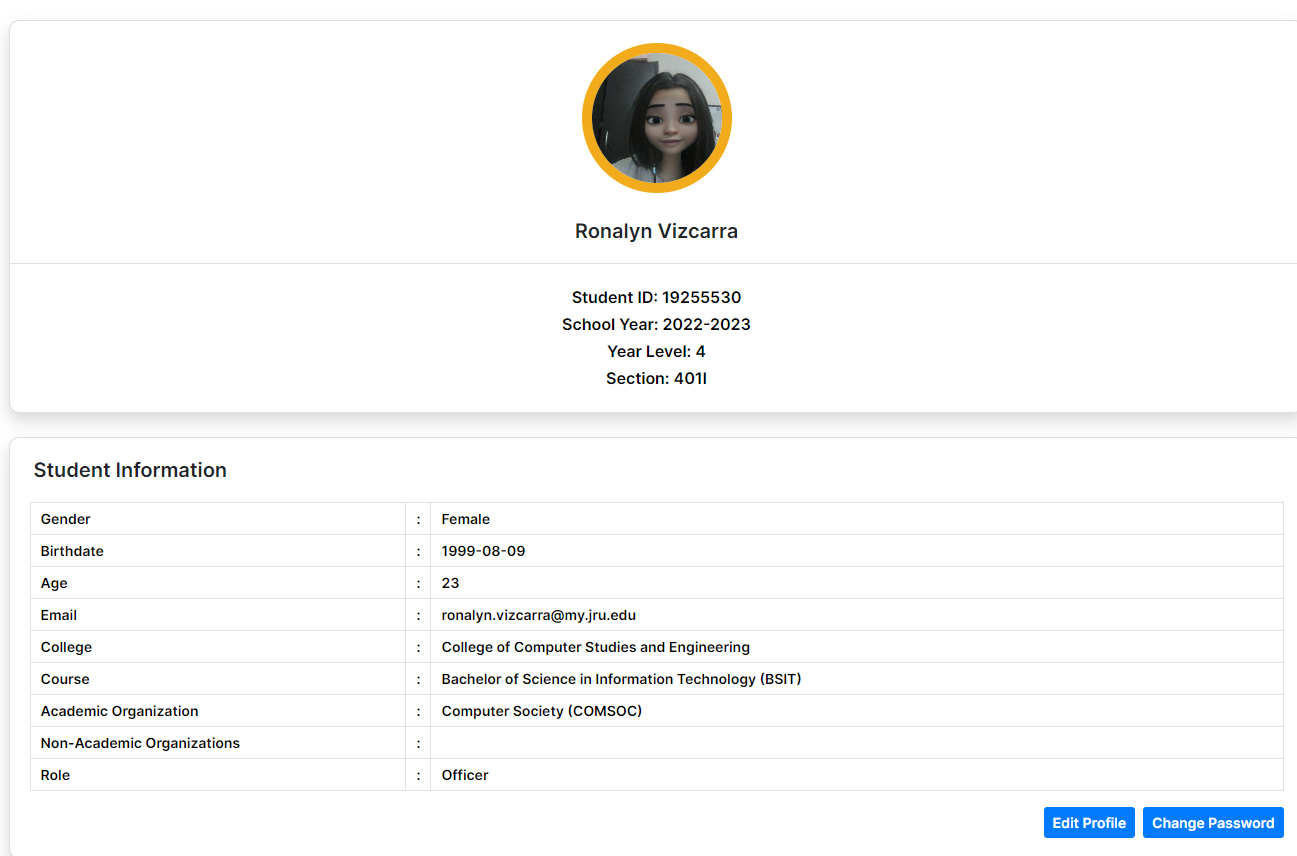 Ronalyn Vizcarra
Student ID: 19255530
School Year: 2022-2023
Year Level: 4
Section: 401I
Student Information
Gender : Female
Birthdate : 1999-08-09
Age : 23
Email : ronalyn.vizcarra@my.jru.edu
College : College of Computer Studies and Engineering
Course : Bachelor of Science in Information Technology (BSIT)
Academic Organization : Computer Society (COMSOC)
Non-Academic Organizations :
Role : Officer
Edit Profile Change Password